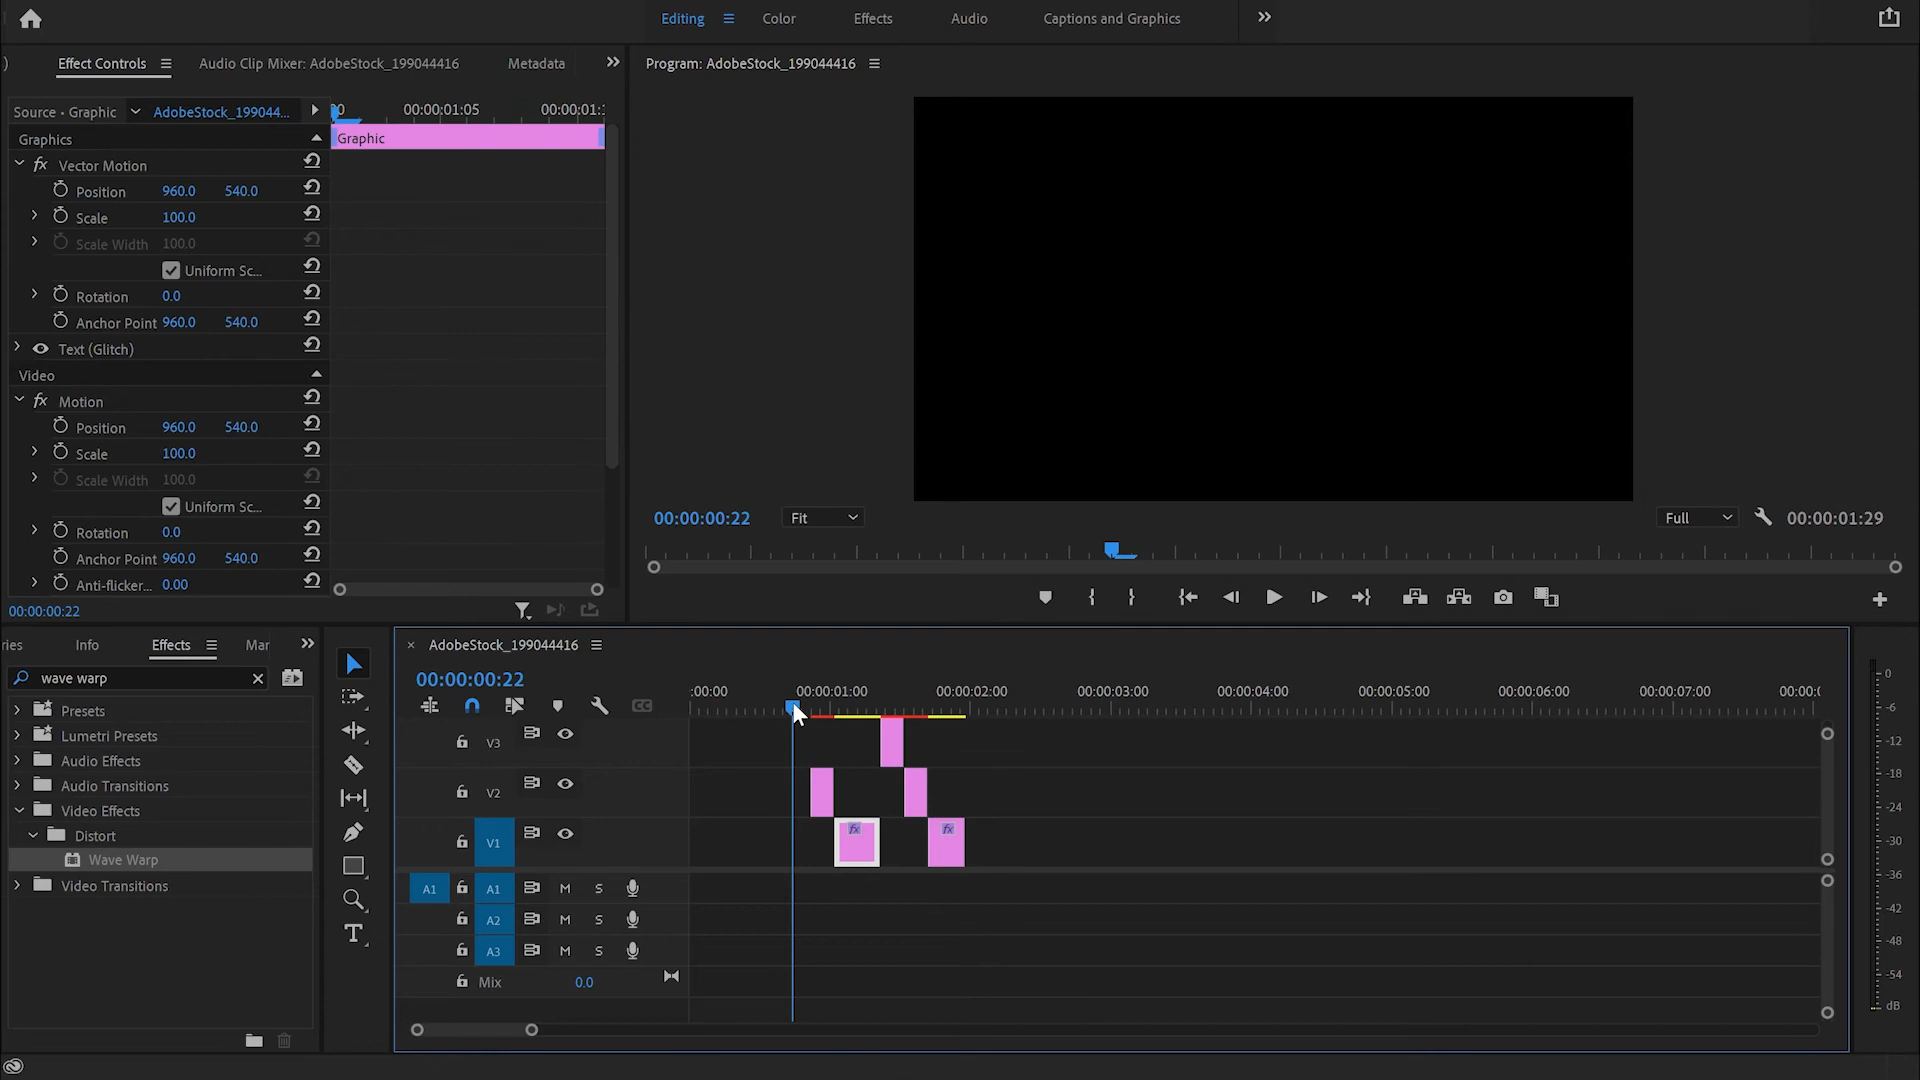 Editing
Color
Effects
Audio
Captions and Graphics
Effect Controls
Audio Clip Mixer: AdobeStock_199044416
Metadata
Program: AdobeStock_199044416
Source • Graphic
AdobeStock_199044...
00:00:01:05
Graphics
Graphic
fx Vector Motion
Position 960.0 540.0
Scale 100.0
Scale Width 100.0
Uniform Sc...
Rotation 0.0
Anchor Point 960.0 540.0
Text (Glitch)
Video
fx Motion
Position 960.0 540.0
Scale 100.0
Scale Width 100.0
Uniform Sc...
Rotation 0.0
Anchor Point 960.0 540.0
Anti-flicker... 0.00
00:00:00:22
00:00:00:22
Fit
Full
00:00:01:29
Info
Effects
Mar
wave warp
Presets
Lumetri Presets
Audio Effects
Audio Transitions
Video Effects
Distort
Wave Warp
Video Transitions
T
AdobeStock_199044416
00:00:00:22
CC
:00:00
00:00:01:00
00:00:02:00
00:00:03:00
00:00:04:00
00:00:05:00
00:00:06:00
00:00:07:00
V3
V2
V1
fx
fx
A1 A1 M S
A2 M S
A3 M S
Mix 0.0
0
-6
-12
-18
-24
-30
-36
-42
-48
-54
dB